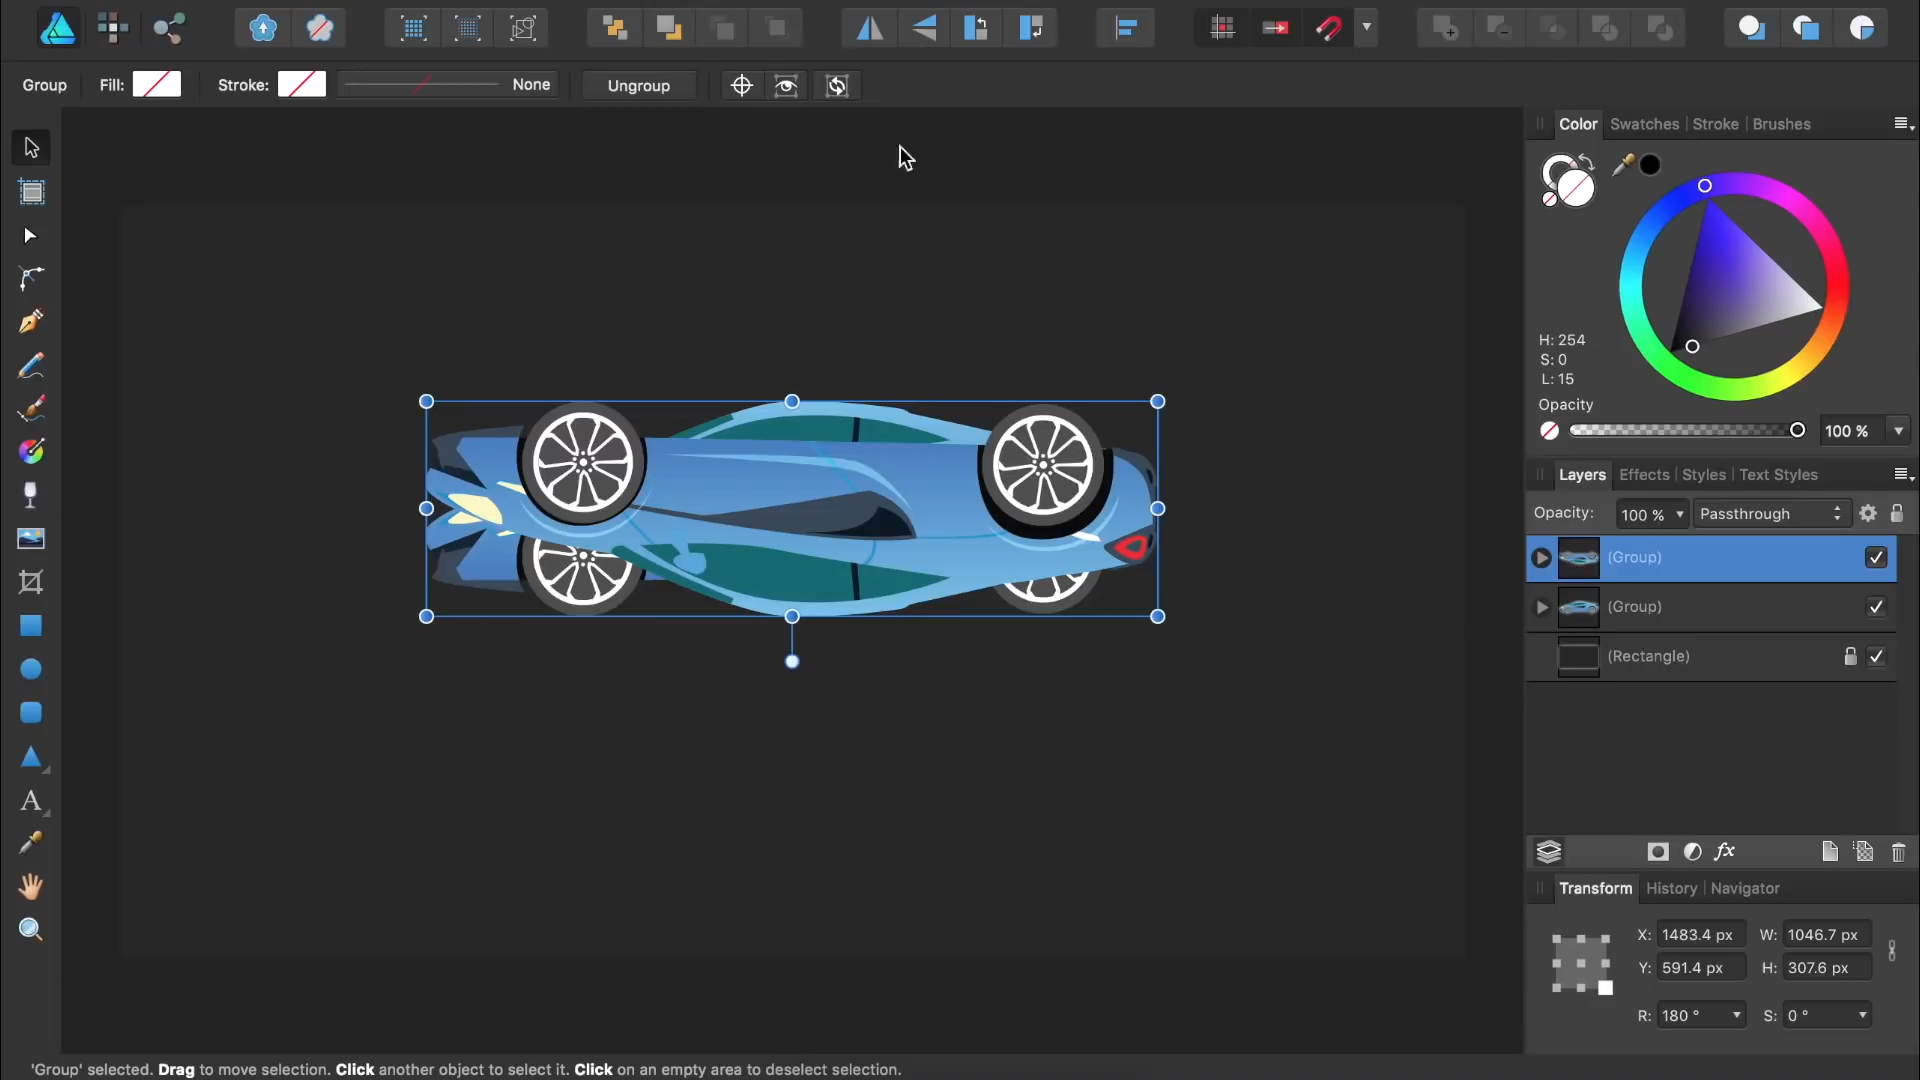 Group Fill: Stroke: None Ungroup
Color Swatches Stroke Brushes
H: 254
S: 0
L: 15
Opacity
100 %
Layers Effects Styles Text Styles
Opacity: 100 % Passthrough
(Group)
(Group)
(Rectangle)
fx
Transform History Navigator
X: 1483.4 px W: 1046.7 px
Y: 591.4 px H: 307.6 px
R: 180 ° S: 0 °
A
'Group' selected. Drag to move selection. Click another object to select it. Click on an empty area to deselect selection.